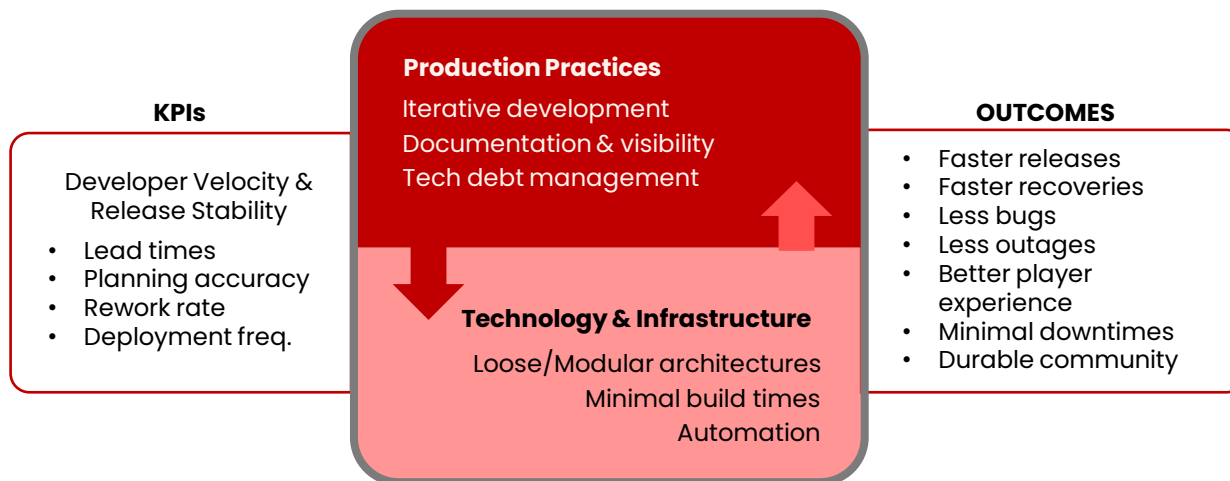 KPIs
Developer Velocity &
Release Stability
• Lead times
• Planning accuracy
• Rework rate
• Deployment freq.
Production Practices
Iterative development
Documentation & visibility
Tech debt management
Technology & Infrastructure
Loose/Modular architectures
Minimal build times
Automation
OUTCOMES
• Faster releases
• Faster recoveries
• Less bugs
• Less outages
• Better player
experience
• Minimal downtimes
• Durable community